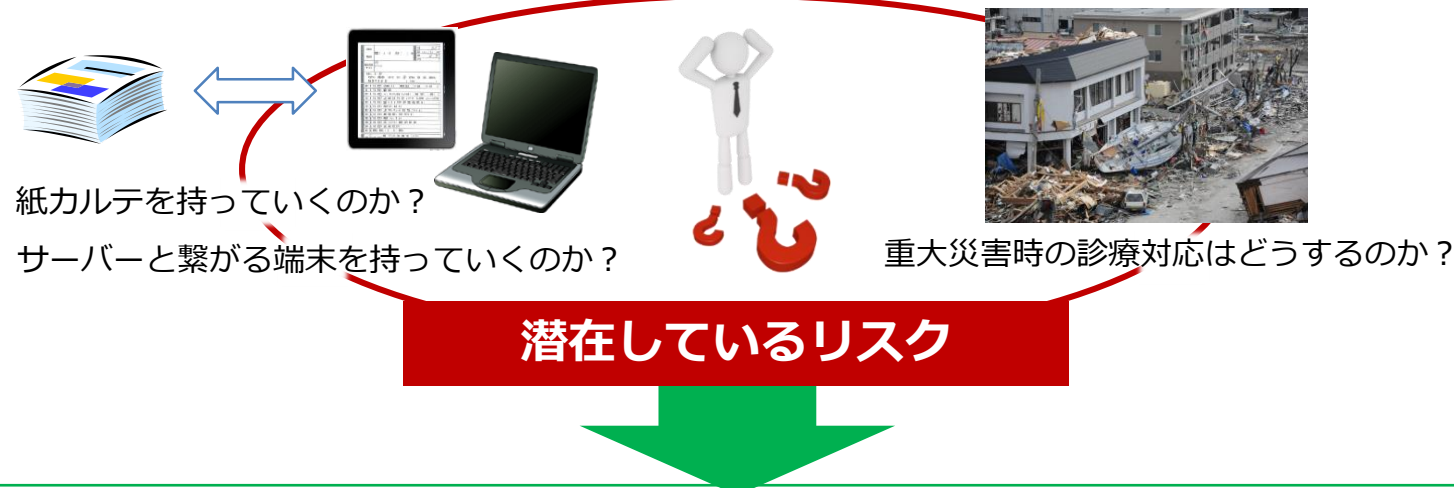 紙カルテを持っていくのか？
サーバーと繋がる端末を持っていくのか？
重大災害時の診療対応はどうするのか？
潜在しているリスク